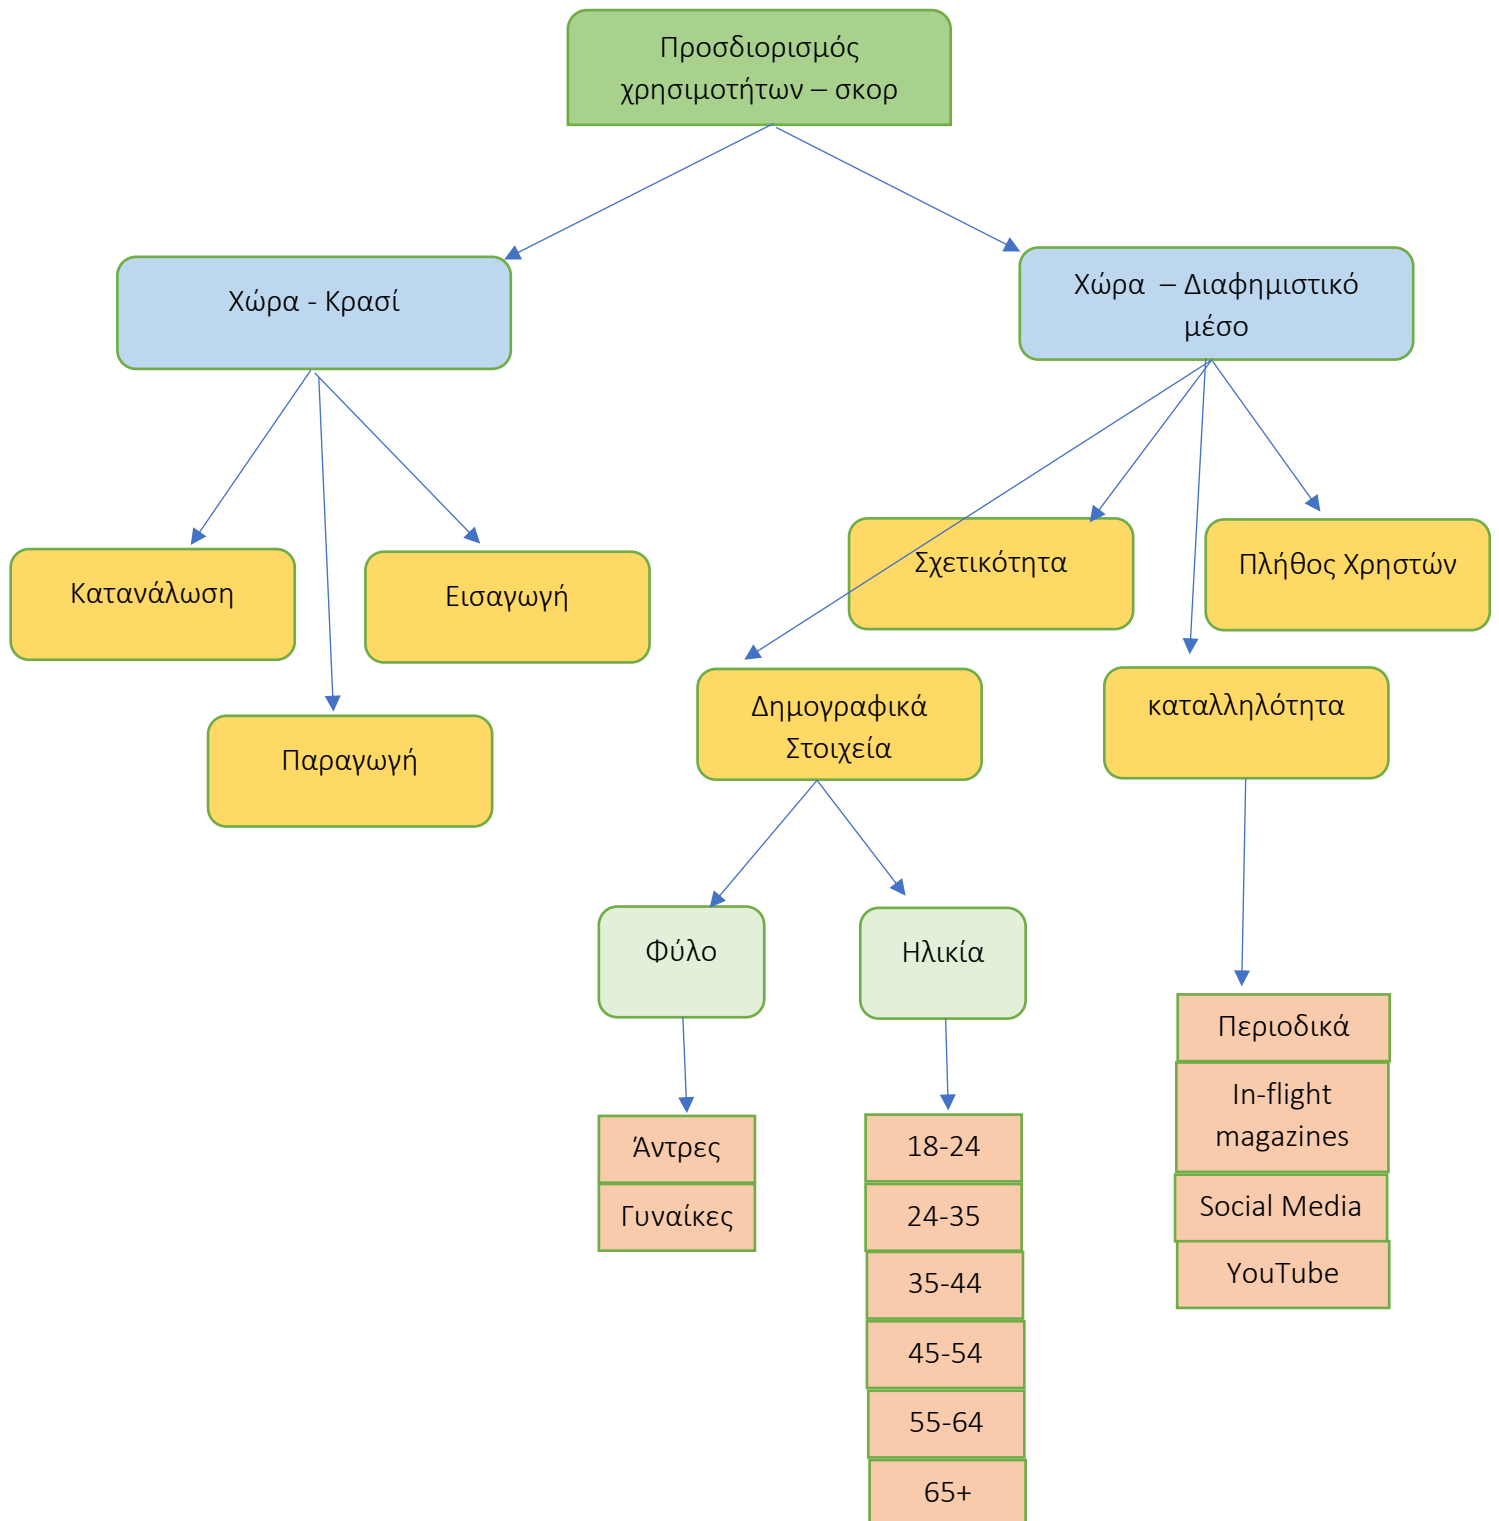 Προσδιορισμός
χρησιμοτήτων – σκορ
Χώρα - Κρασί
Χώρα – Διαφημιστικό
μέσο
Κατανάλωση
Εισαγωγή
Παραγωγή
Σχετικότητα
Πλήθος Χρηστών
Δημογραφικά
Στοιχεία
καταλληλότητα
Φύλο
Ηλικία
Άντρες
Γυναίκες
18-24
24-35
35-44
45-54
55-64
65+
Περιοδικά
In-flight
magazines
Social Media
YouTube